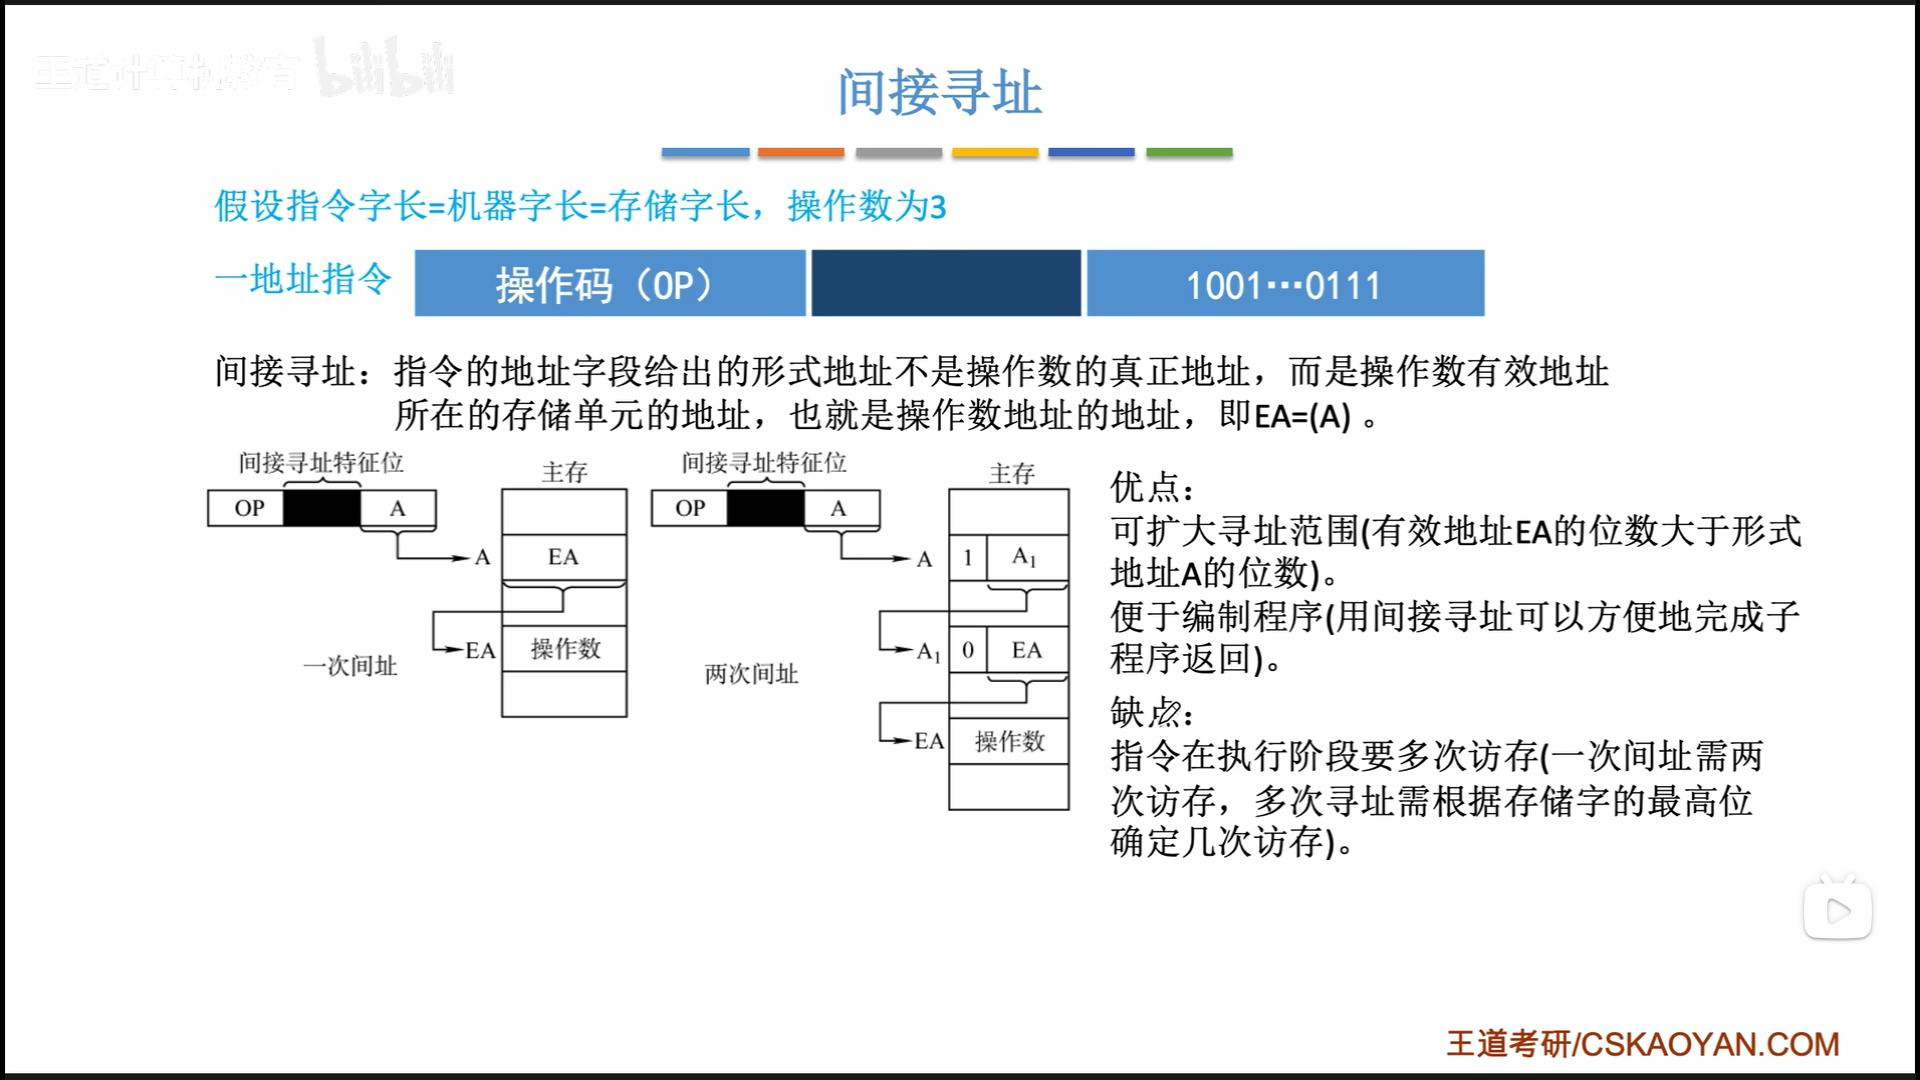 王道计算机教育 bilibili
间接寻址
假设指令字长=机器字长=存储字长，操作数为3
一地址指令 操作码（OP） 1001…0111
间接寻址：指令的地址字段给出的形式地址不是操作数的真正地址，而是操作数有效地址
所在的存储单元的地址，也就是操作数地址的地址，即EA=(A) 。
间接寻址特征位
主存
OP
A
A
EA
EA
操作数
一次间址
间接寻址特征位
主存
OP
A
A
1
A₁
A₁
0
EA
EA
操作数
两次间址
优点：
可扩大寻址范围(有效地址EA的位数大于形式
地址A的位数)。
便于编制程序(用间接寻址可以方便地完成子
程序返回)。
缺点：
指令在执行阶段要多次访存(一次间址需两
次访存，多次寻址需根据存储字的最高位
确定几次访存)。
王道考研/CSKAOYAN.COM